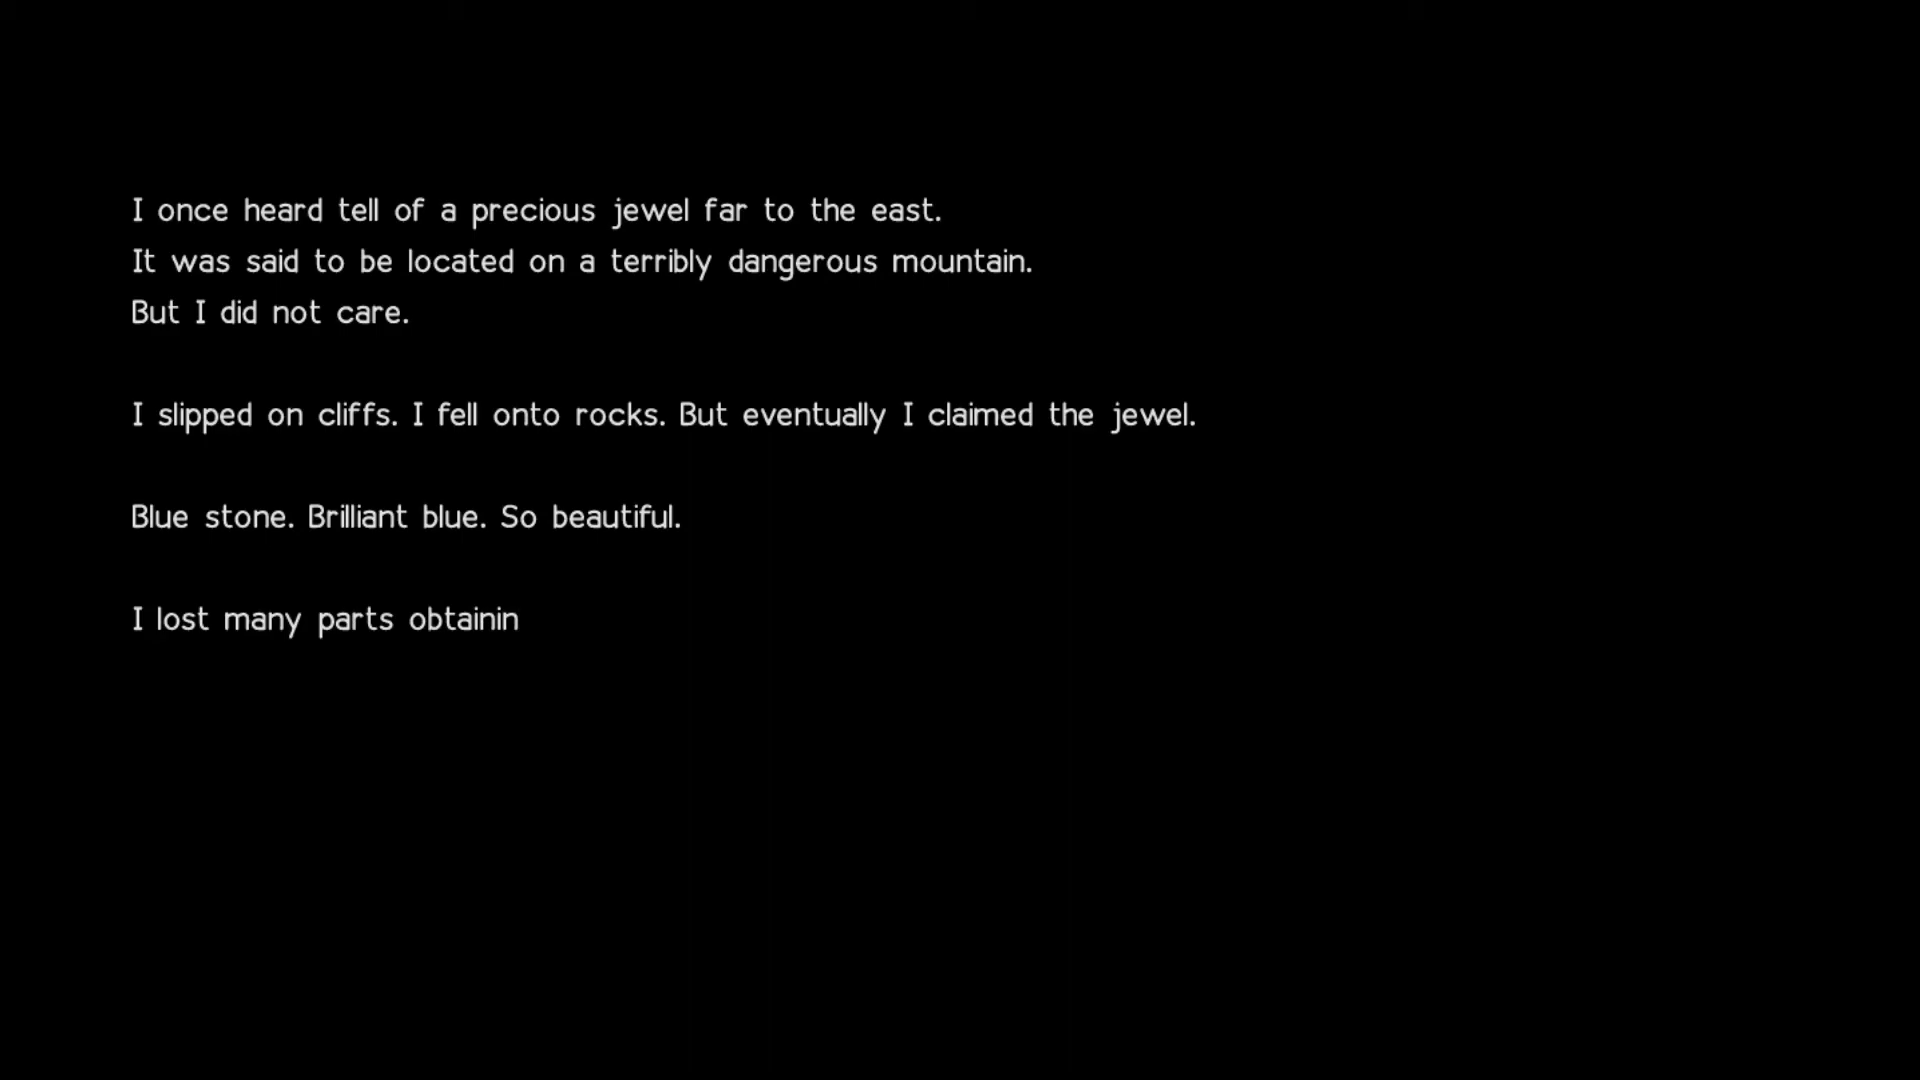 I once heard tell of a precious jewel far to the east.
It was said to be located on a terribly dangerous mountain.
But I did not care.
I slipped on cliffs. I fell onto rocks. But eventually I claimed the jewel.
Blue stone. Brilliant blue. So beautiful.
I lost many parts obtainin